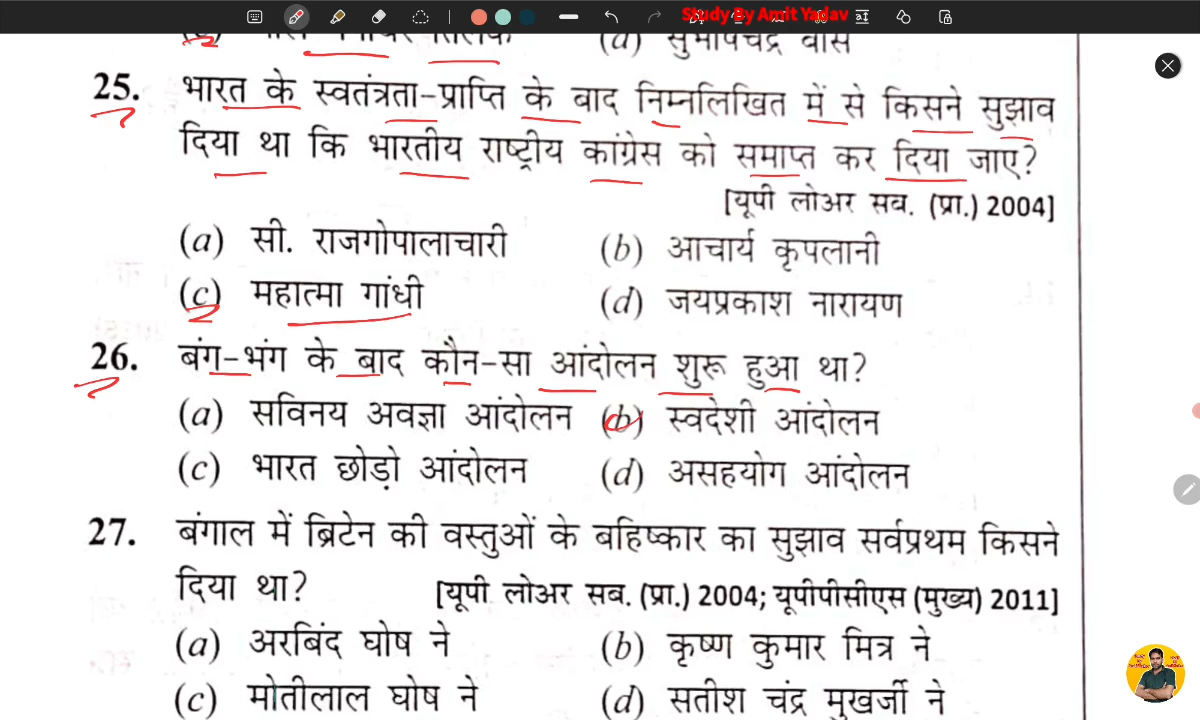 Study By Amit Yadav
(d) सुभाषचंद्र बोस
25. भारत के स्वतंत्रता-प्राप्ति के बाद निम्नलिखित में से किसने सुझाव
दिया था कि भारतीय राष्ट्रीय कांग्रेस को समाप्त कर दिया जाए?
[यूपी लोअर सब. (प्रा.) 2004]
(a) सी. राजगोपालाचारी (b) आचार्य कृपलानी
(c) महात्मा गांधी (d) जयप्रकाश नारायण
26. बंग-भंग के बाद कौन-सा आंदोलन शुरू हुआ था?
(a) सविनय अवज्ञा आंदोलन (b) स्वदेशी आंदोलन
(c) भारत छोड़ो आंदोलन (d) असहयोग आंदोलन
27. बंगाल में ब्रिटेन की वस्तुओं के बहिष्कार का सुझाव सर्वप्रथम किसने
दिया था? [यूपी लोअर सब. (प्रा.) 2004; यूपीपीसीएस (मुख्य) 2011]
(a) अरबिंद घोष ने (b) कृष्ण कुमार मित्र ने
(c) मोतीलाल घोष ने (d) सतीश चंद्र मुखर्जी ने